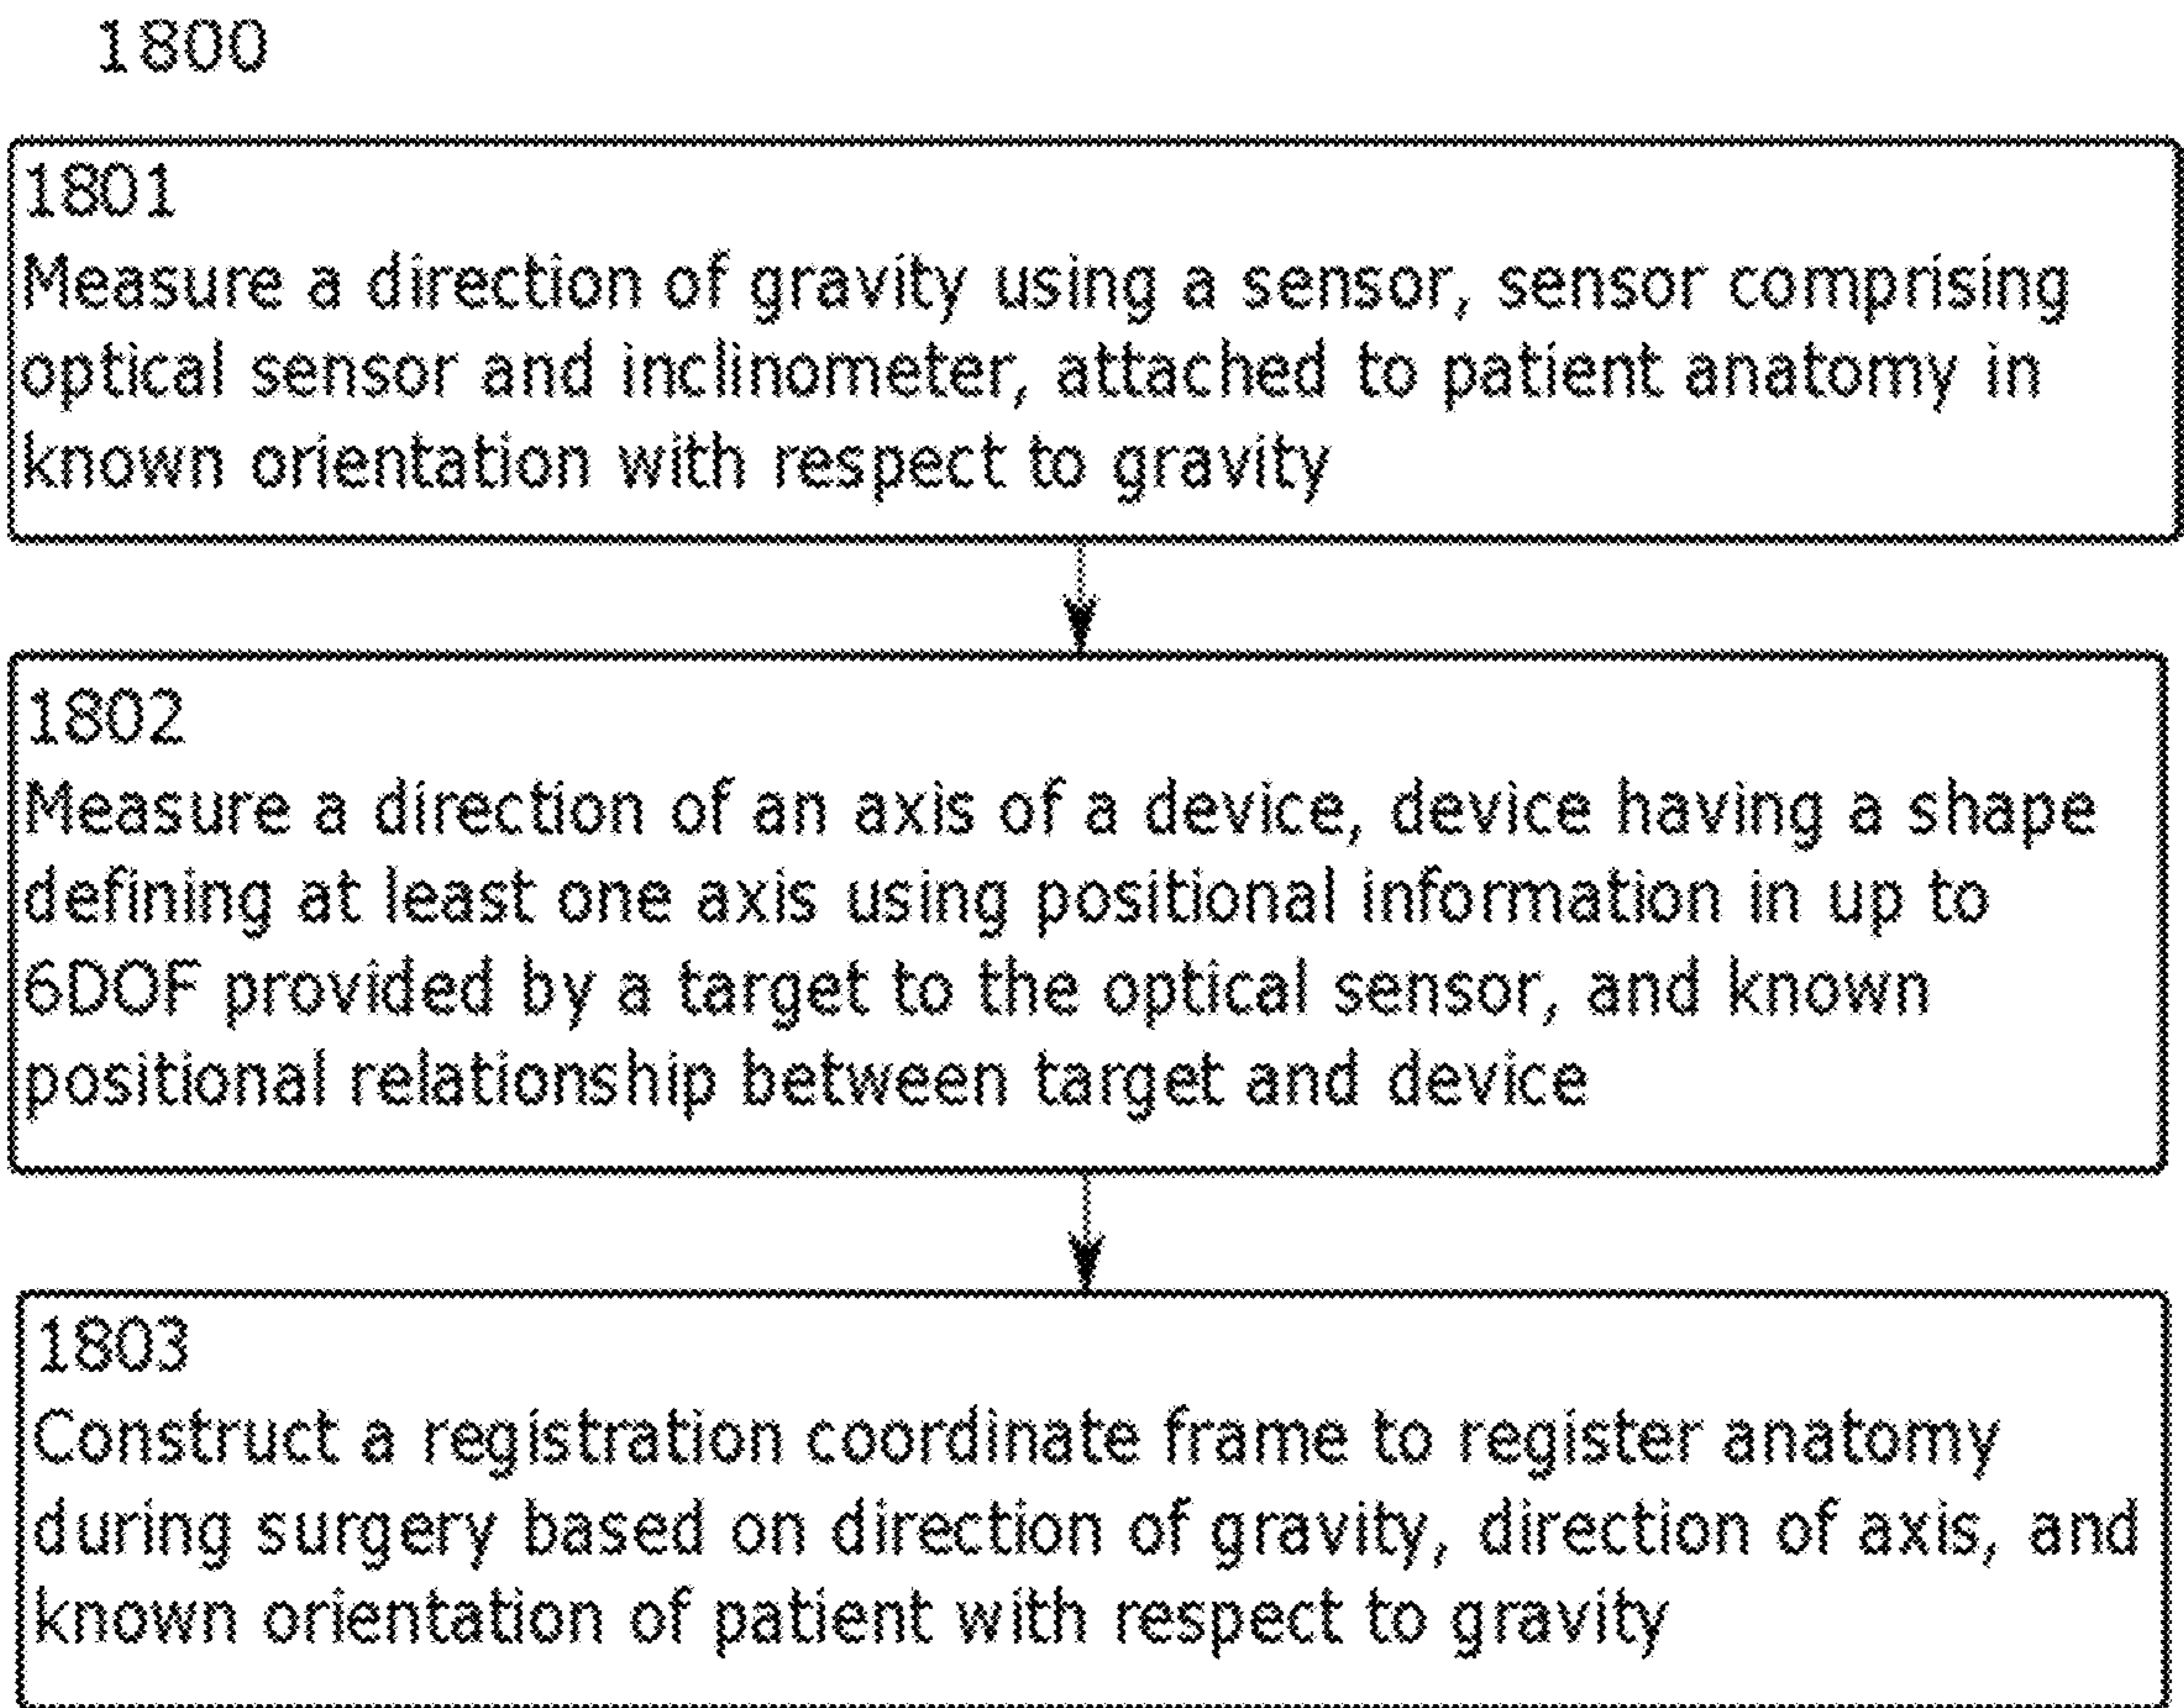 1800
1801
Measure a direction of gravity using a sensor, sensor comprising
optical sensor and inclinometer, attached to patient anatomy in
known orientation with respect to gravity
1802
Measure a direction of an axis of a device, device having a shape
defining at least one axis using positional information in up to
6DOF provided by a target to the optical sensor, and known
positional relationship between target and device
1803
Construct a registration coordinate frame to register anatomy
during surgery based on direction of gravity, direction of axis, and
known orientation of patient with respect to gravity